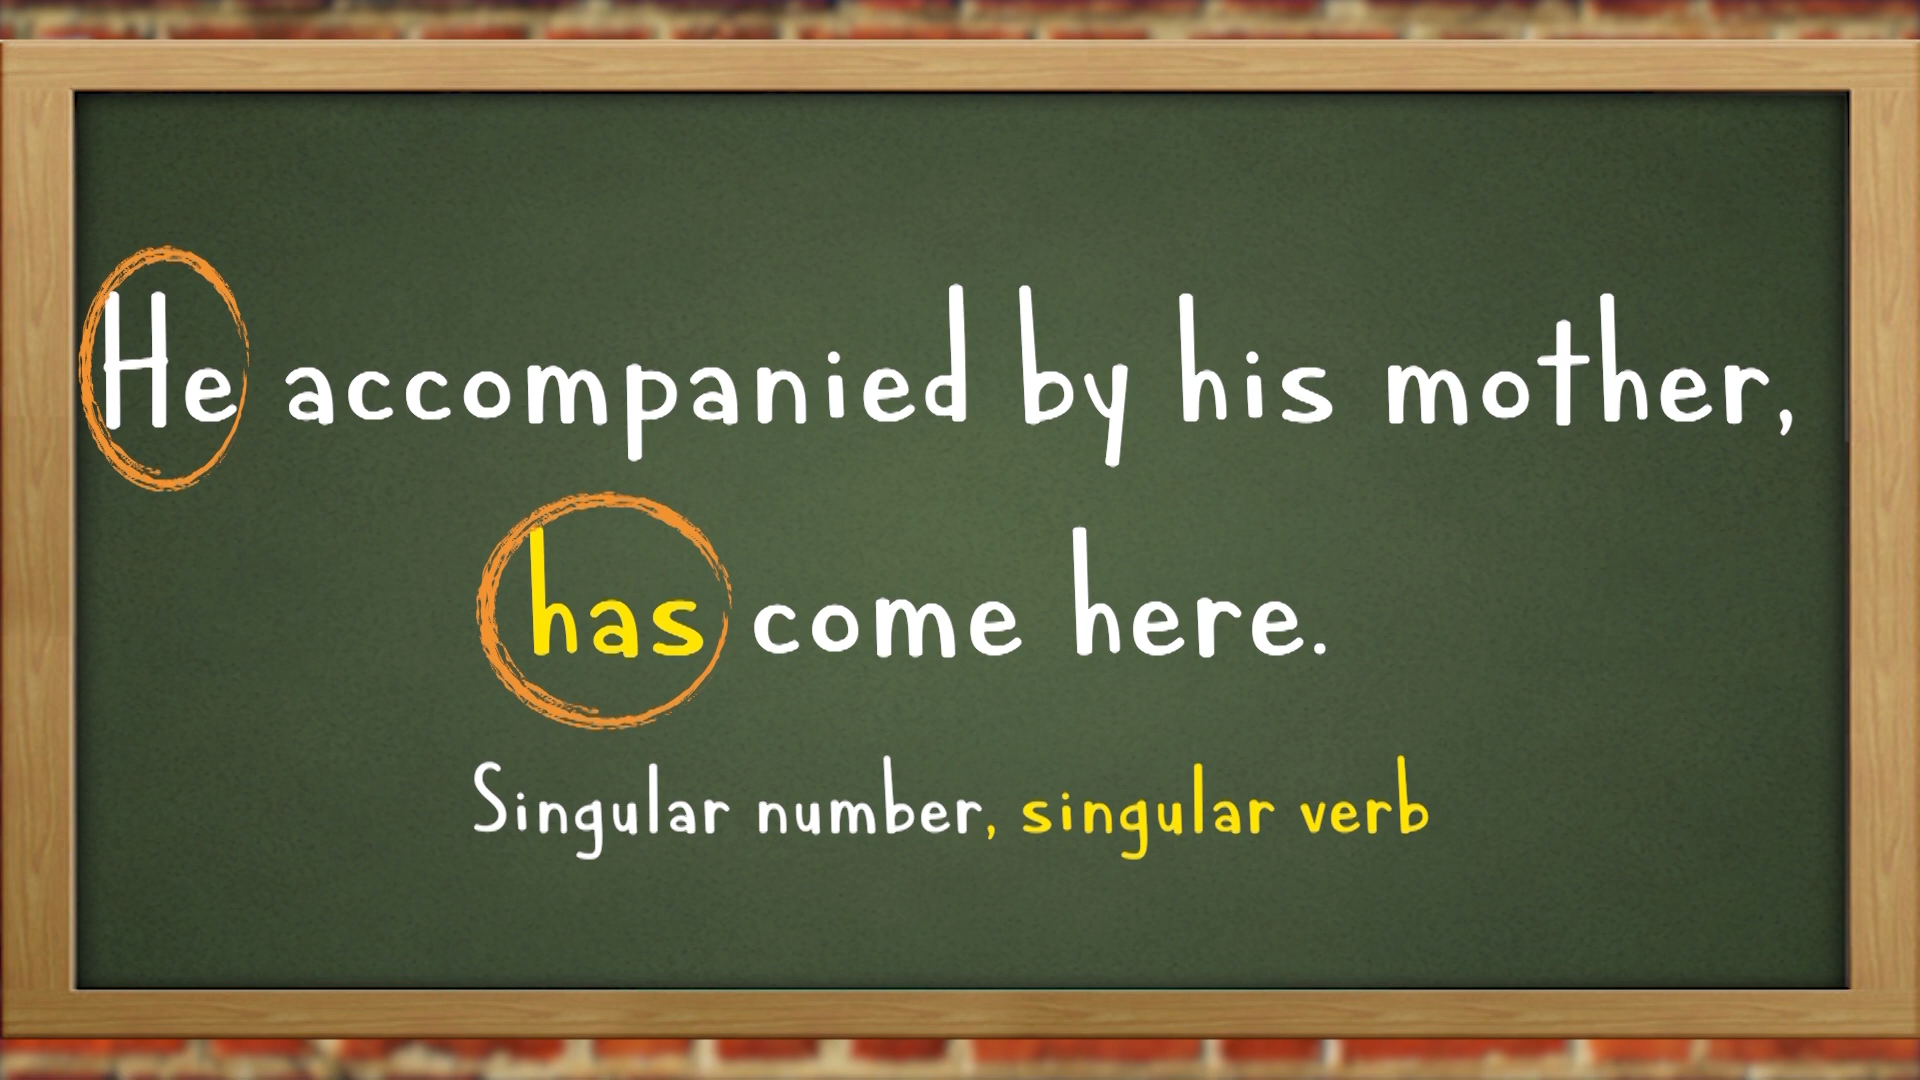 He accompanied by his mother,
has come here.
Singular number, singular verb